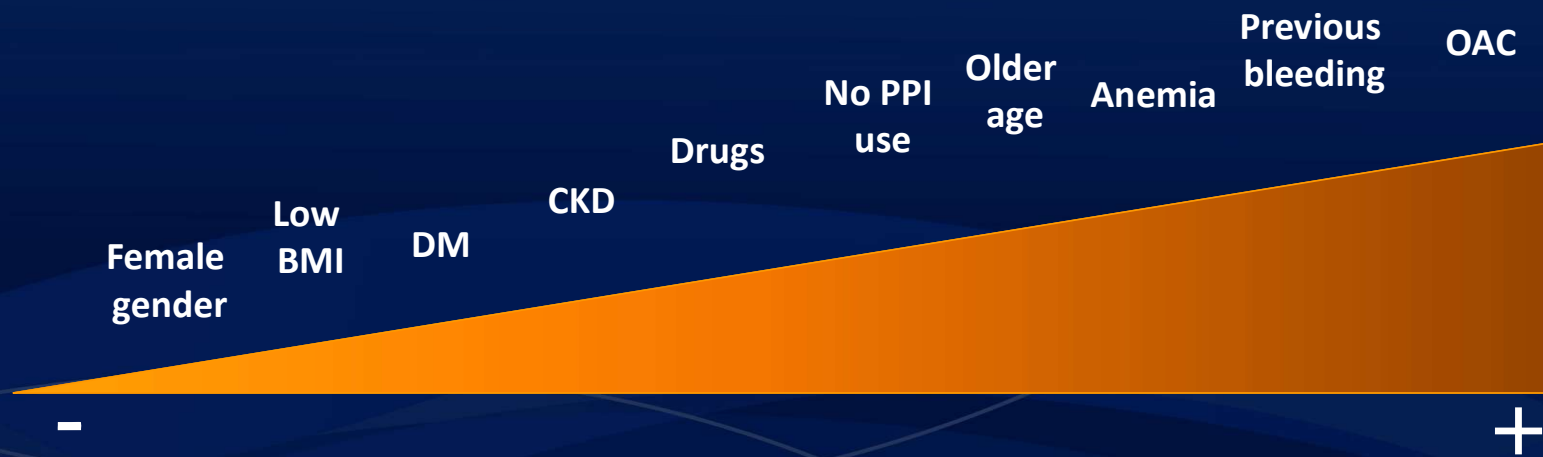 Female
gender
Low
BMI
DM
CKD
Drugs
No PPI
use
Older
age
Anemia
Previous
bleeding
OAC
-
+